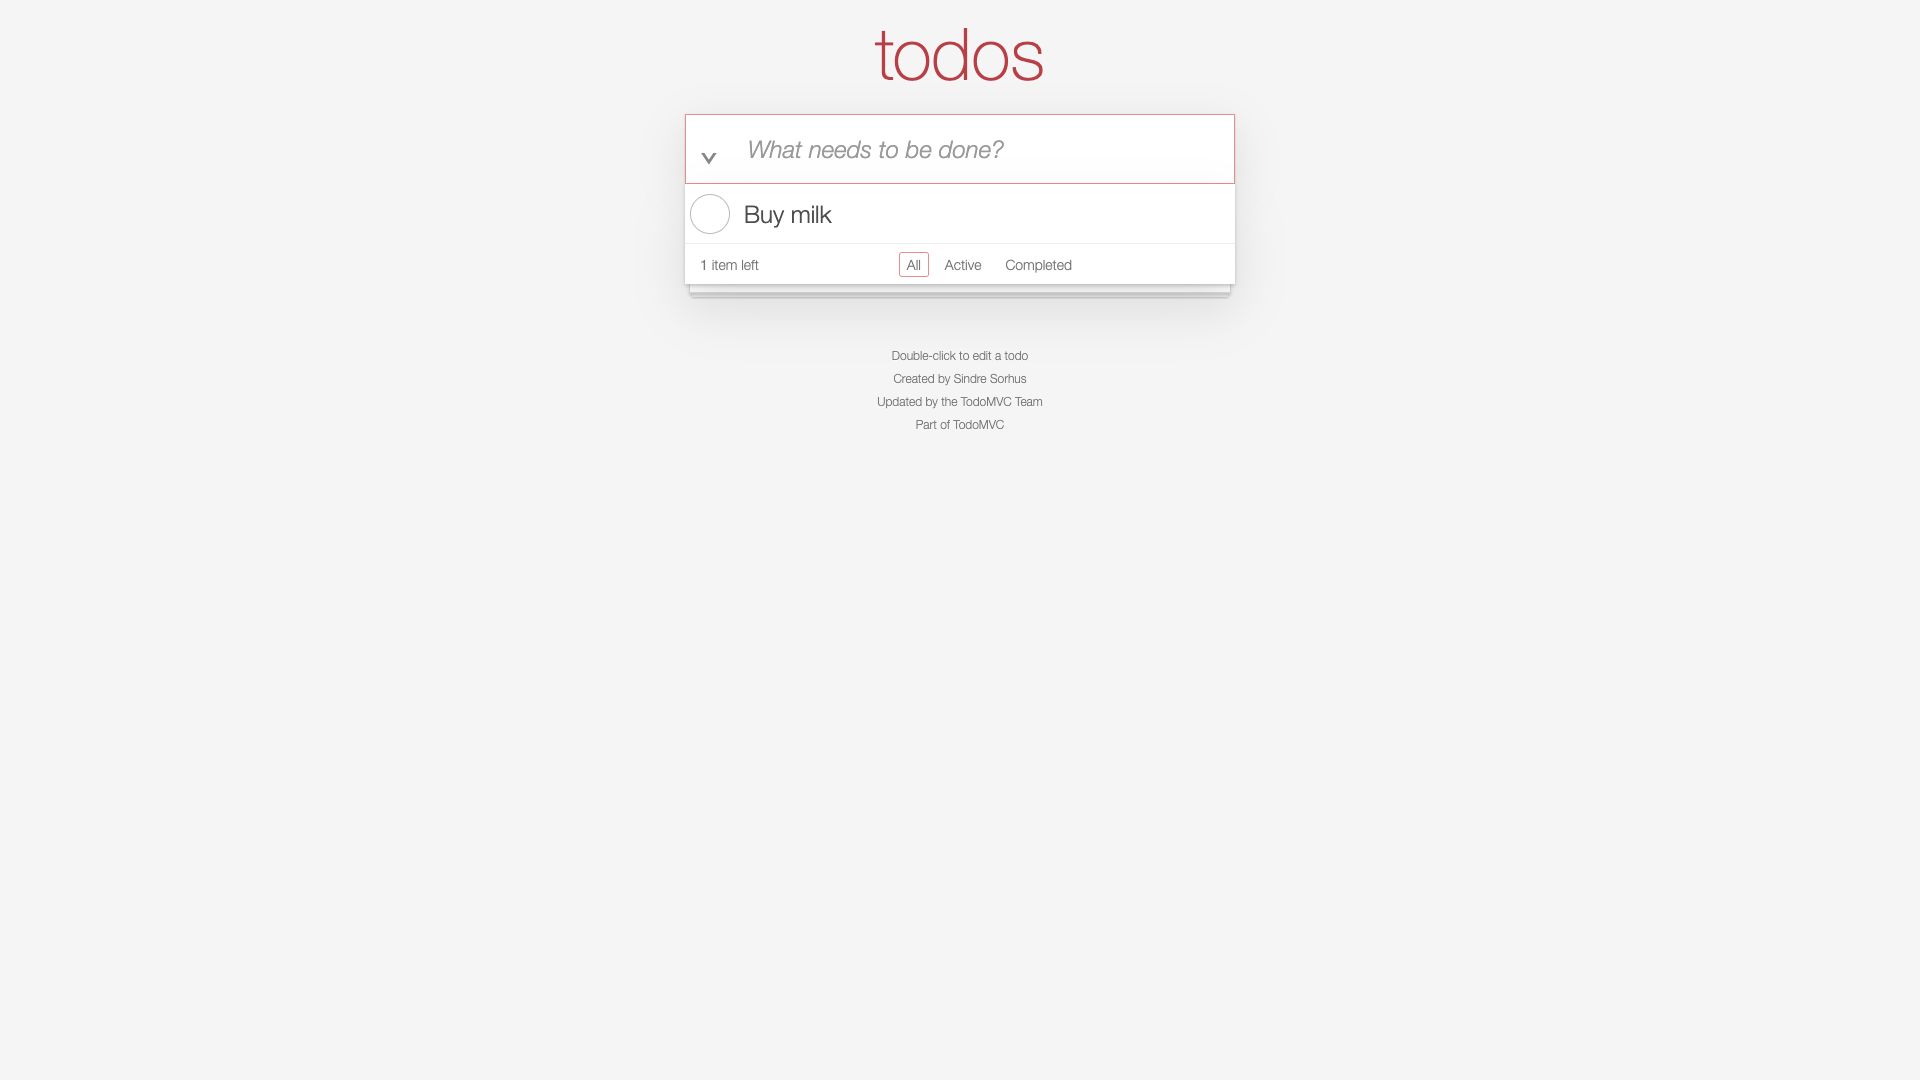 todos
What needs to be done?
Buy milk
1 item left
All Active Completed
Double-click to edit a todo
Created by Sindre Sorhus
Updated by the TodoMVC Team
Part of TodoMVC